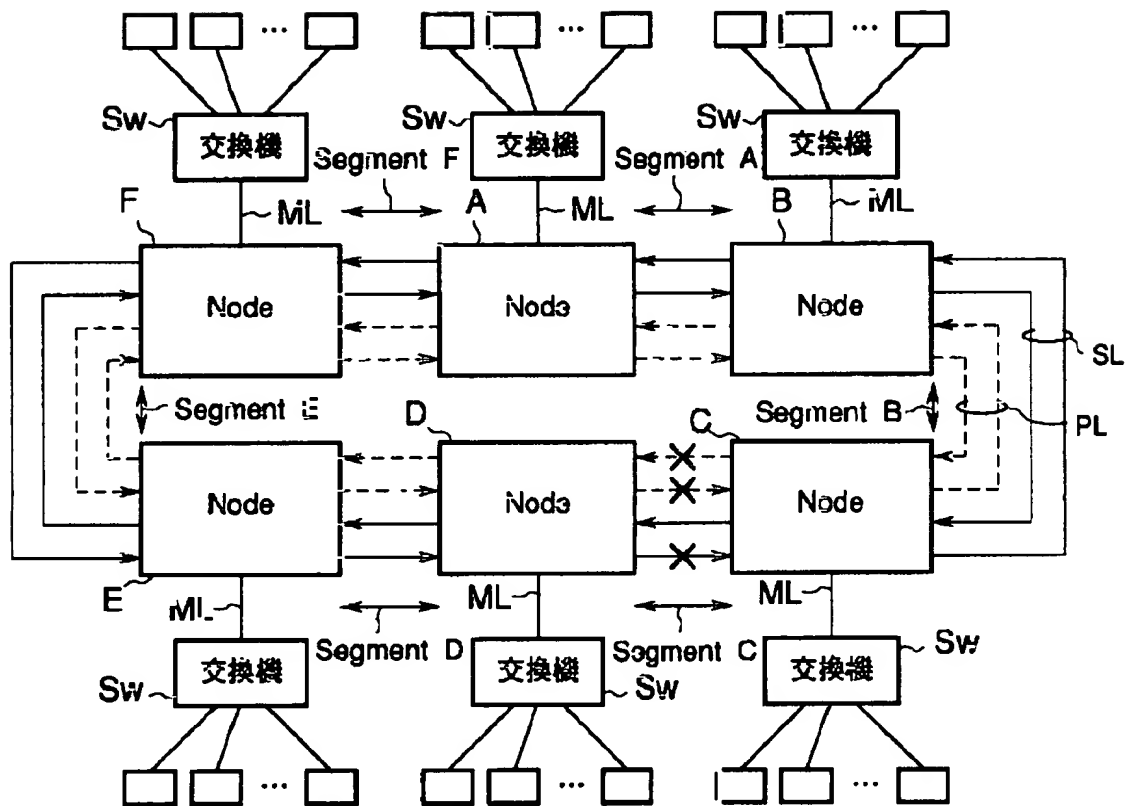 ... ... ...
Sw 交換機 Sw 交換機 Sw 交換機
Segment F Segment A
F ML A ML B ML
Node Node Node
SL
Segment E D Segment B C PL
Node Node Node
E ML ML ML
Segment D Segment C
Sw 交換機 交換機 Sw 交換機 Sw
... ... ...